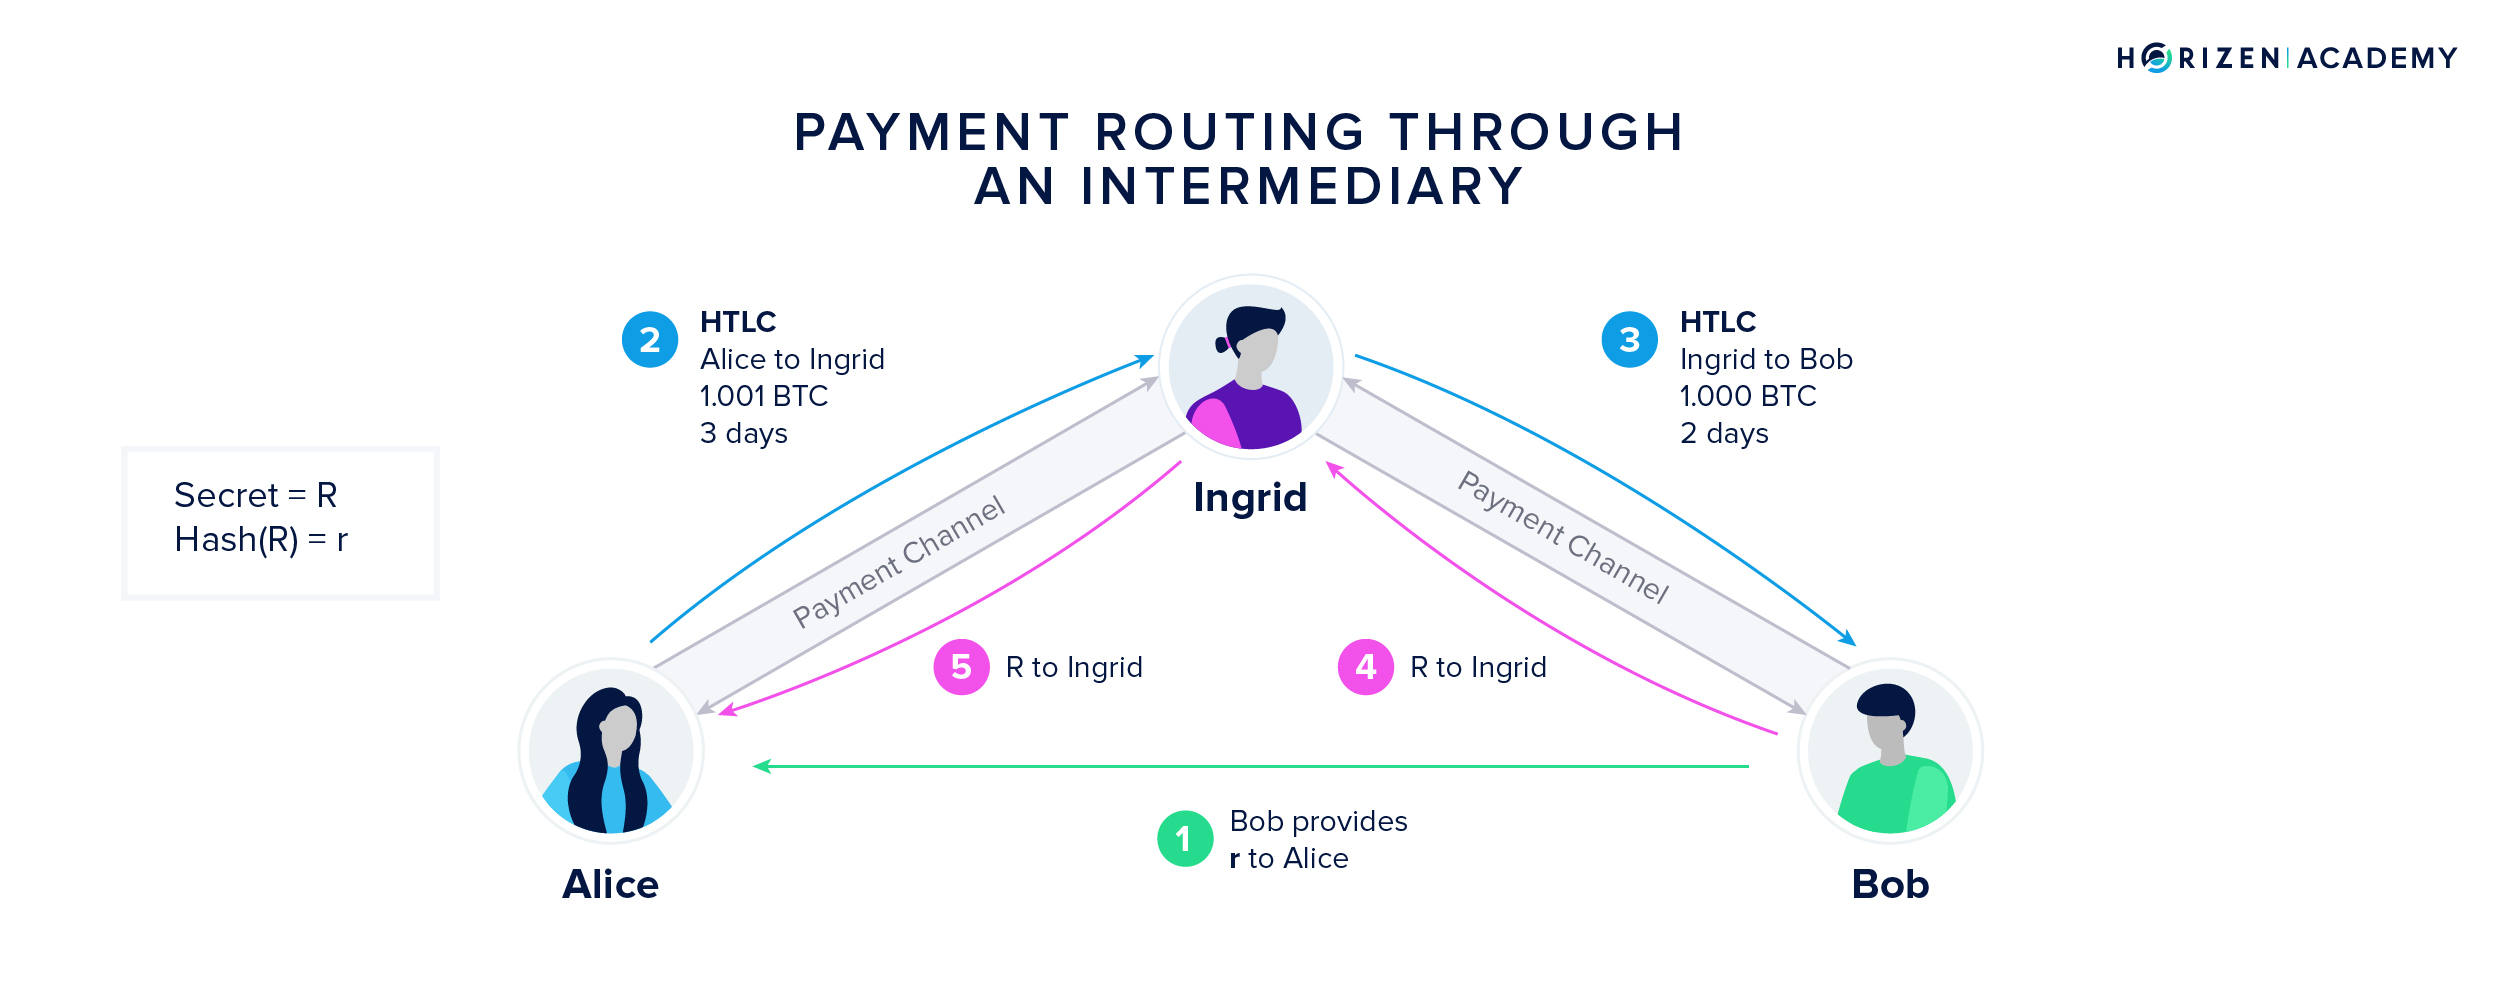 HORIZEN ACADEMY
PAYMENT ROUTING THROUGH
AN INTERMEDIARY
2
HTLC
Alice to Ingrid
1.001 BTC
3 days
3
HTLC
Ingrid to Bob
1.000 BTC
2 days
Secret = R
Hash(R) = r
Ingrid
Payment Channel
Payment Channel
5
R to Ingrid
4
R to Ingrid
1
Bob provides
r to Alice
Alice
Bob